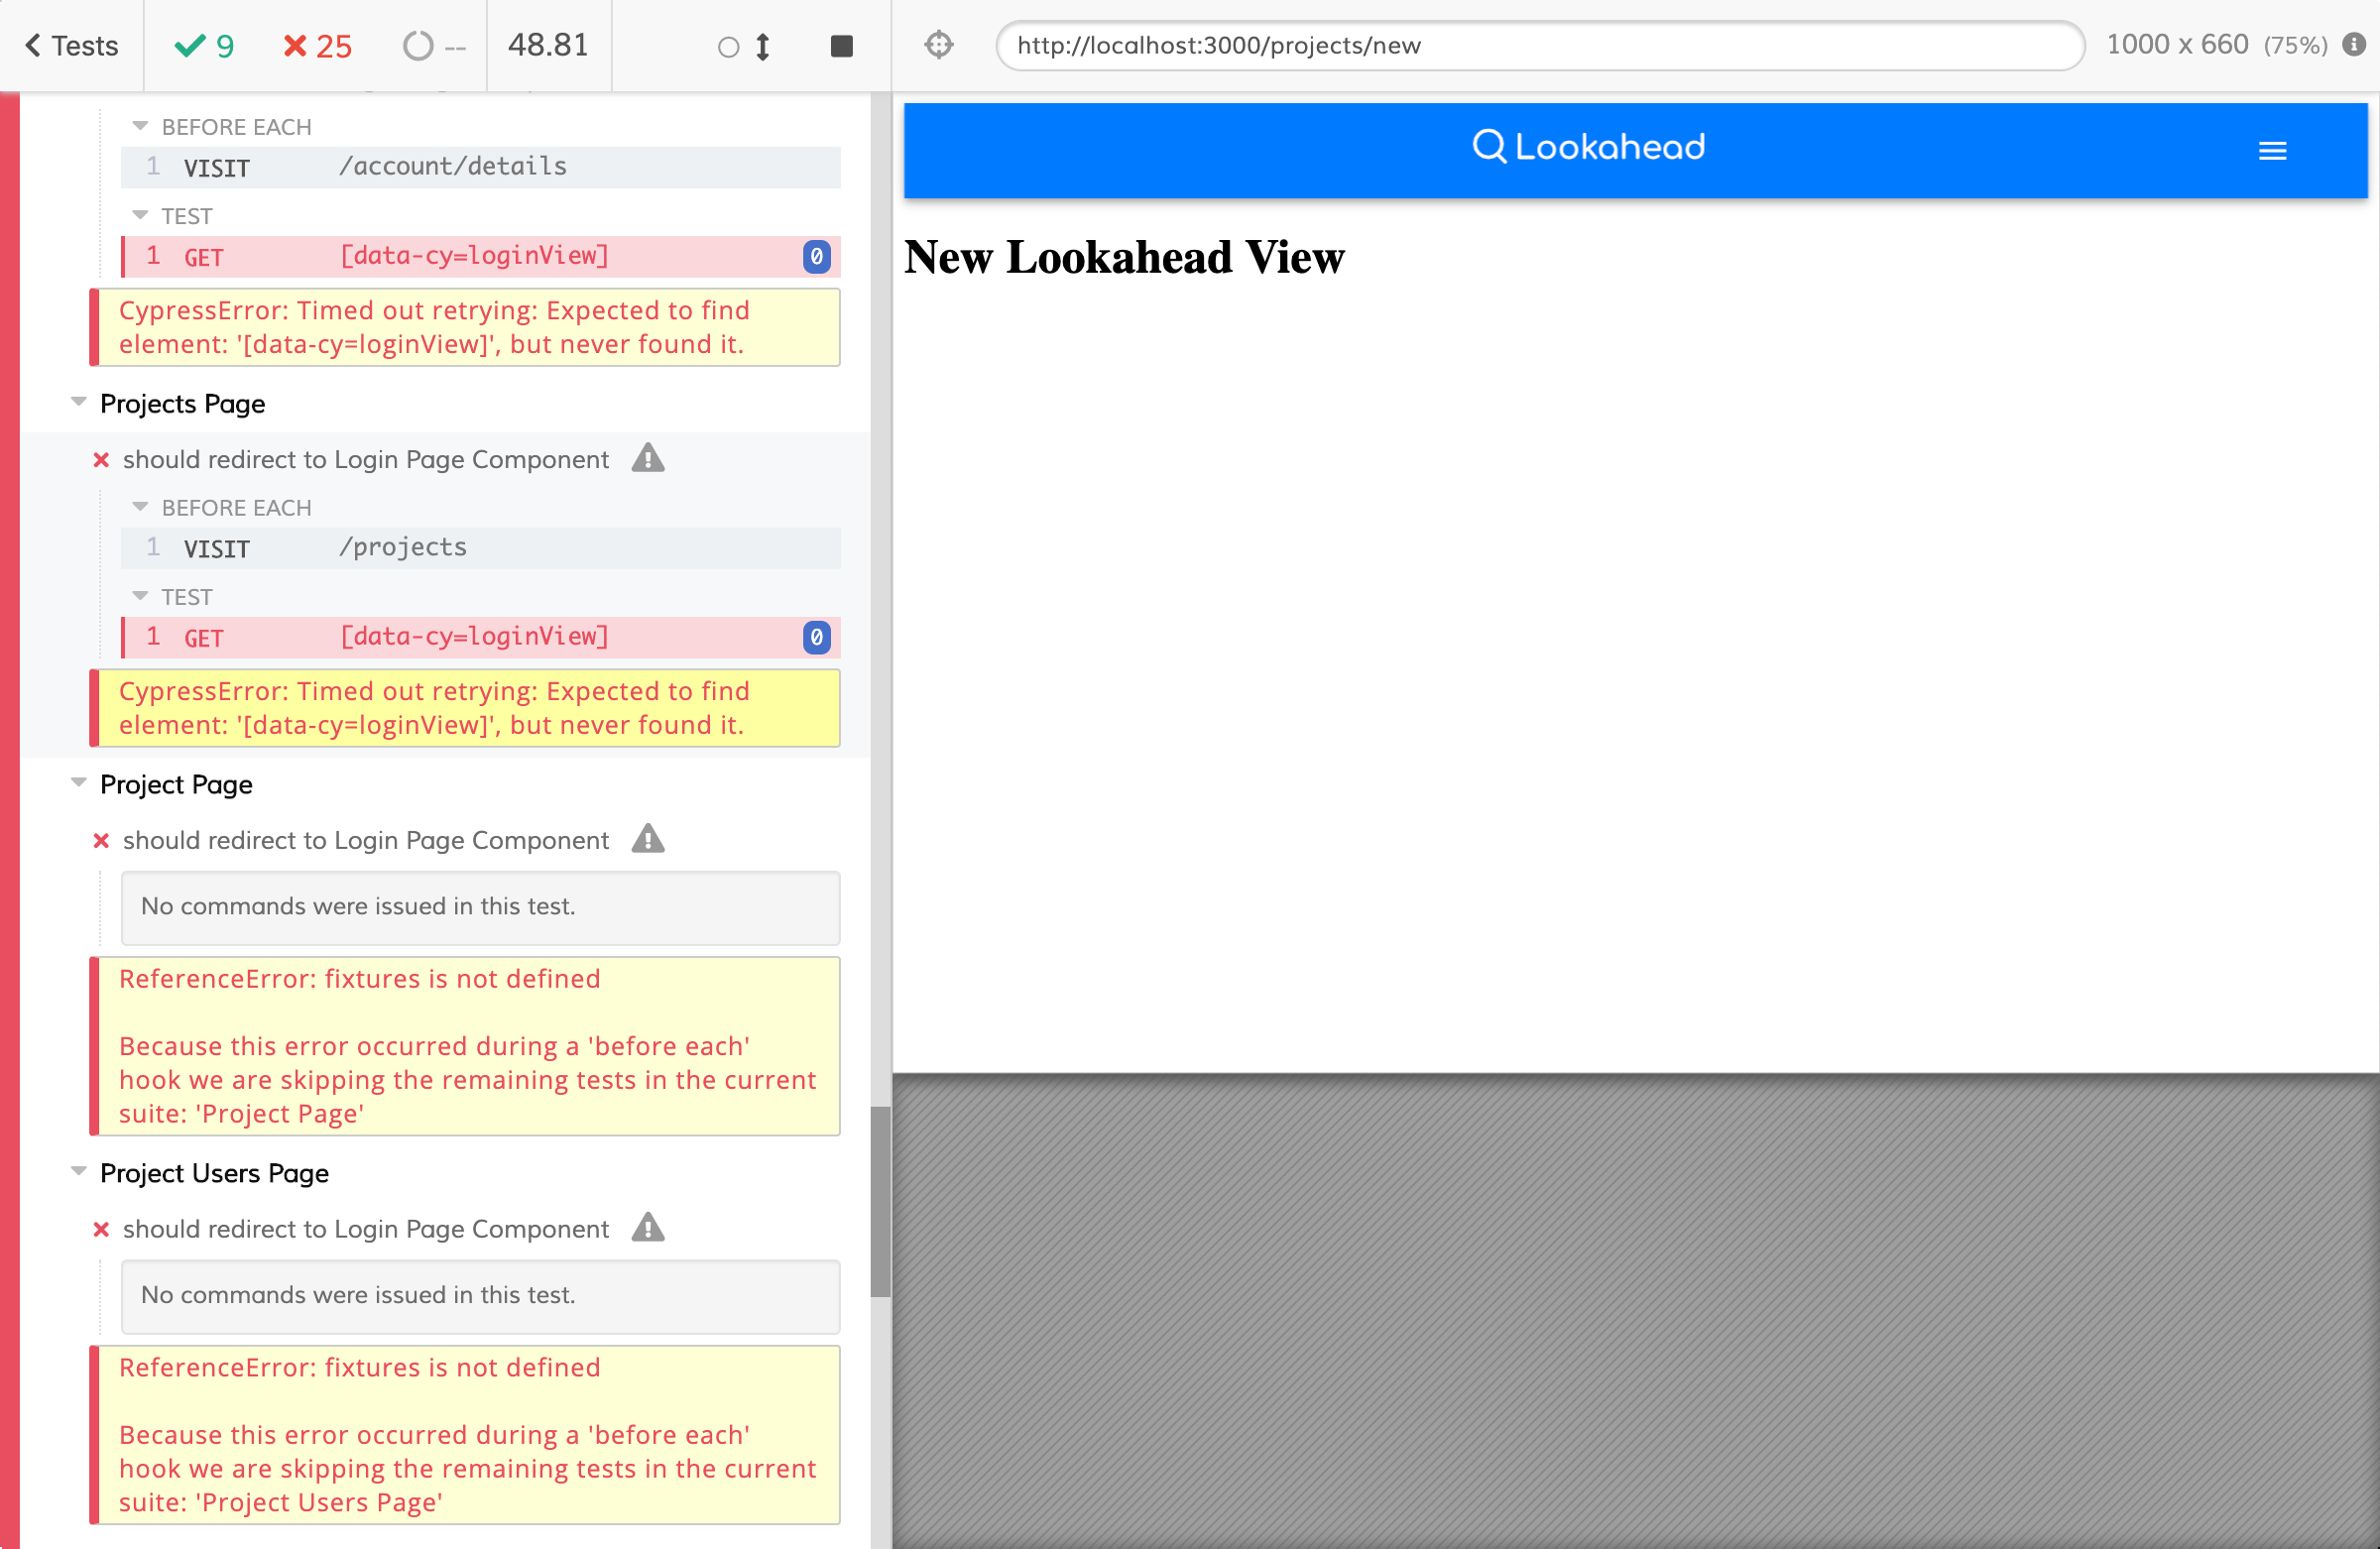 Tests
9
25
--
48.81
http://localhost:3000/projects/new
1000 x 660 (75%)
BEFORE EACH
1 VISIT /account/details
TEST
1 GET [data-cy=loginView] 0
CypressError: Timed out retrying: Expected to find
element: '[data-cy=loginView]', but never found it.
Projects Page
should redirect to Login Page Component
BEFORE EACH
1 VISIT /projects
TEST
1 GET [data-cy=loginView] 0
CypressError: Timed out retrying: Expected to find
element: '[data-cy=loginView]', but never found it.
Project Page
should redirect to Login Page Component
No commands were issued in this test.
ReferenceError: fixtures is not defined
Because this error occurred during a 'before each'
hook we are skipping the remaining tests in the current
suite: 'Project Page'
Project Users Page
should redirect to Login Page Component
No commands were issued in this test.
ReferenceError: fixtures is not defined
Because this error occurred during a 'before each'
hook we are skipping the remaining tests in the current
suite: 'Project Users Page'
Lookahead
New Lookahead View